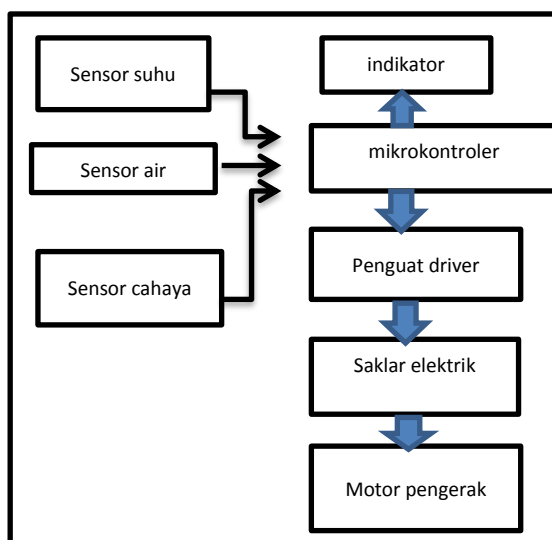 Sensor suhu
indikator
mikrokontroler
Sensor air
Penguat driver
Sensor cahaya
Saklar elektrik
Motor pengerak